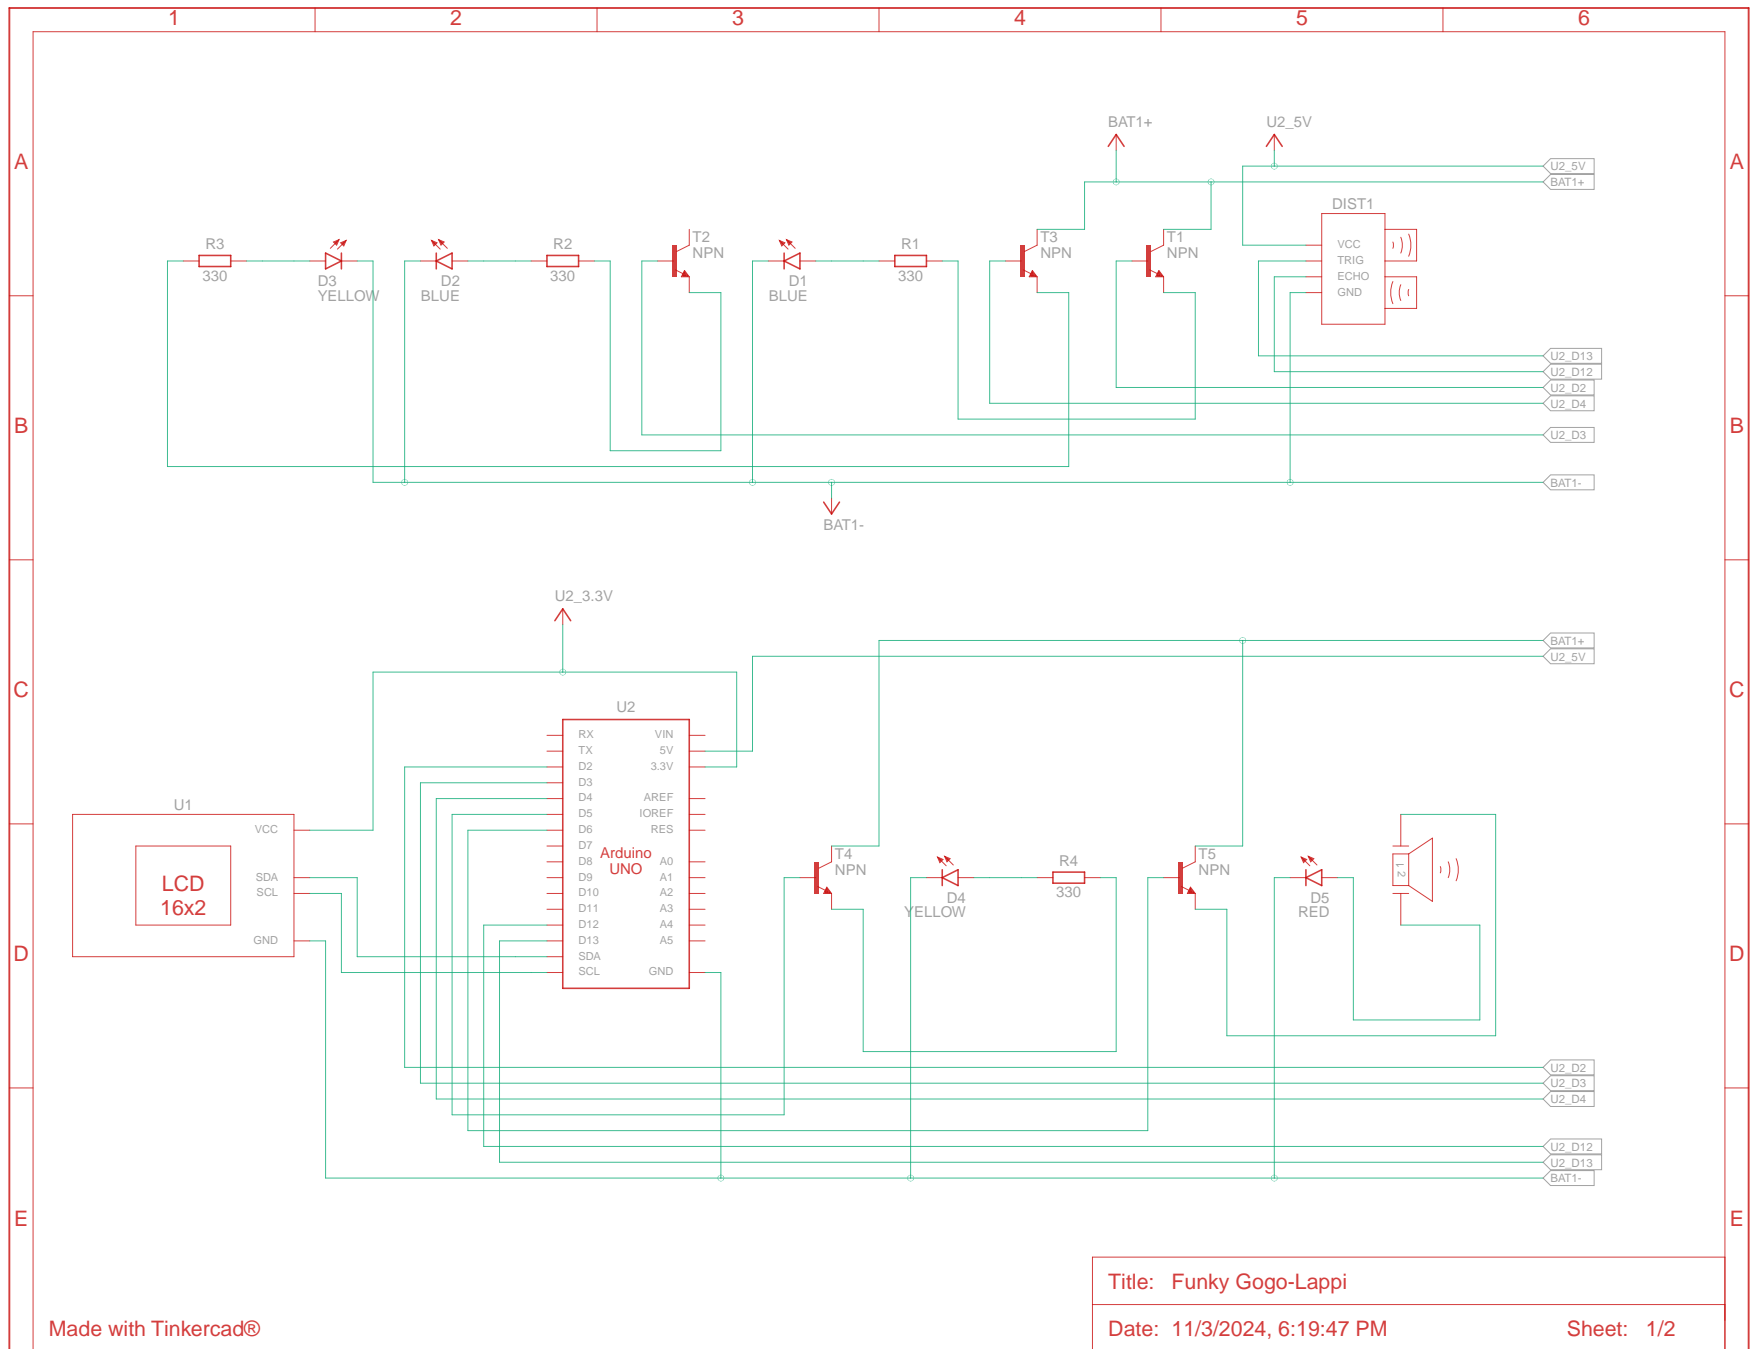 1 2 3 4 5 6
A A
BAT1+ U2_5V
U2_5V
BAT1+
DIST1
R3 R2 T2 R1 T3 T1
NPN NPN NPN
VCC
TRIG
ECHO
GND
330 D3 D2 330 D1 330
YELLOW BLUE BLUE
U2_D13
U2_D12
U2_D2
U2_D4
B B
U2_D3
BAT1-
BAT1-
U2_3.3V
BAT1+
U2_5V
C C
U2
RX VIN
TX 5V
D2 3.3V
D3
D4 AREF
D5 IOREF
D6 RES
D7
D8 A0
D9 A1
D10 A2
D11 A3
D12 A4
D13 A5
SDA
SCL GND
Arduino
UNO
U1
VCC
SDA
SCL
GND
LCD
16x2
T4
NPN
D4
YELLOW
R4
330
T5
NPN
D5
RED
1 2
D D
U2_D2
U2_D3
U2_D4
U2_D12
U2_D13
BAT1-
E E
Title: Funky Gogo-Lappi
Made with Tinkercad®
Date: 11/3/2024, 6:19:47 PM Sheet: 1/2